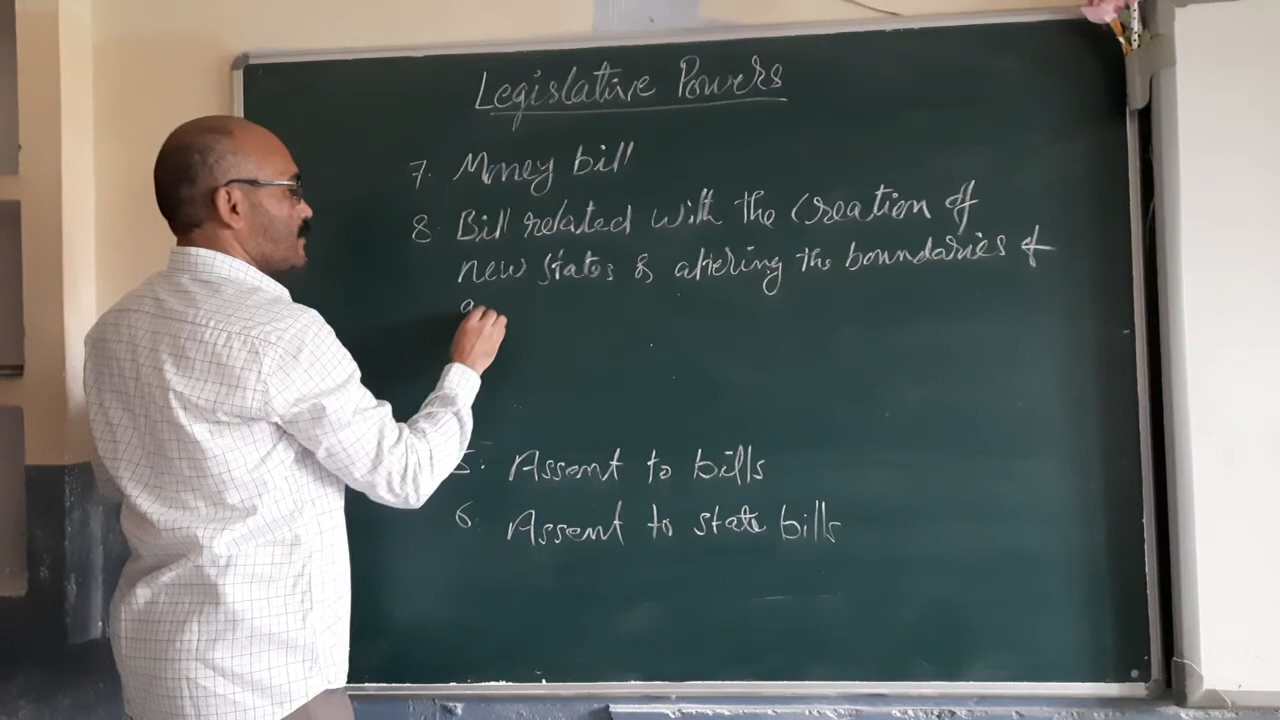 Legislative Powers
7. Money bill
8. Bill related with the creation of
new states & altering the boundaries of
a
5. Assent to bills
6. Assent to state bills